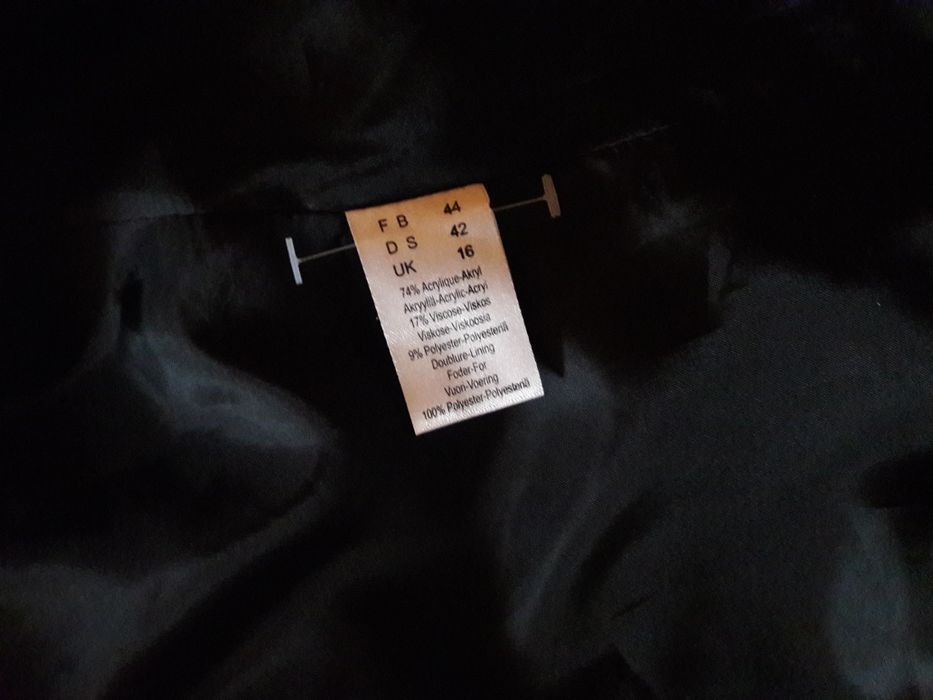 F B 44
D S 42
UK 16
74% Acrylique-Akryl
Akryyliä-Acrylic-Acryl
17% Viscose-Viskos
Viskose-Viskoosia
9% Polyester-Polyesteriä
Doublure-Lining
Foder-For
Vuori-Voering
100% Polyester-Polyesteriä